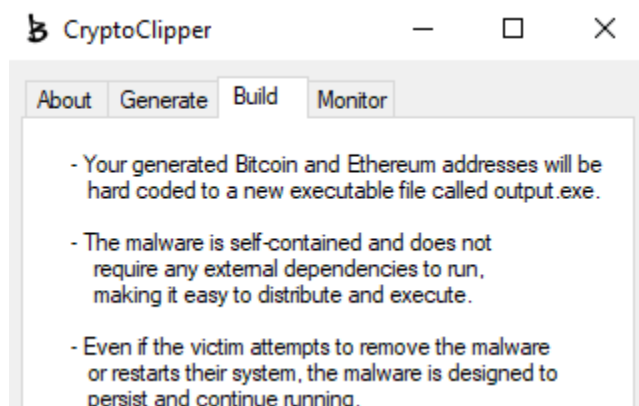 CryptoClipper
About Generate Build Monitor
- Your generated Bitcoin and Ethereum addresses will be
hard coded to a new executable file called output.exe.
- The malware is self-contained and does not
require any external dependencies to run,
making it easy to distribute and execute.
- Even if the victim attempts to remove the malware
or restarts their system, the malware is designed to
persist and continue running.